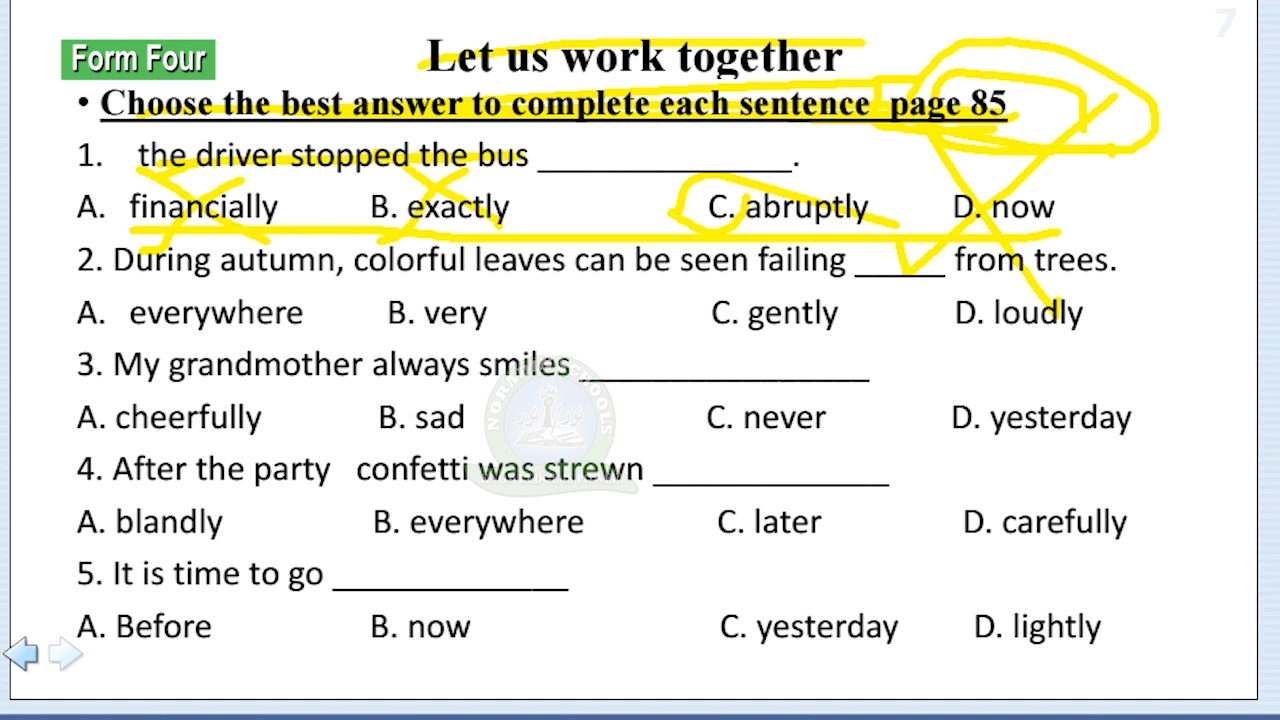 7
Form Four
Let us work together
• Choose the best answer to complete each sentence page 85
1. the driver stopped the bus _______________.
A. financially B. exactly C. abruptly D. now
2. During autumn, colorful leaves can be seen failing _____ from trees.
A. everywhere B. very C. gently D. loudly
3. My grandmother always smiles _________________
A. cheerfully B. sad C. never D. yesterday
4. After the party confetti was strewn ______________
A. blandly B. everywhere C. later D. carefully
5. It is time to go ______________
A. Before B. now C. yesterday D. lightly